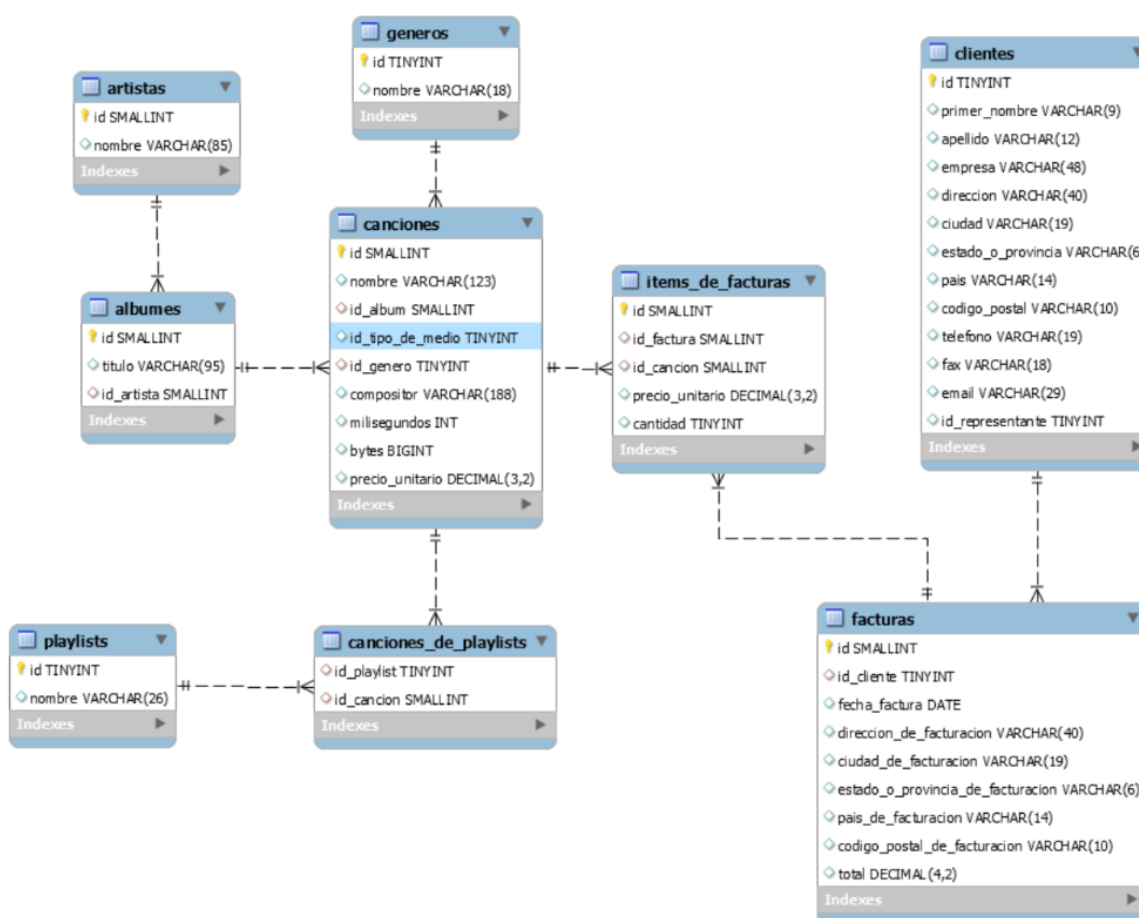 generos
id TINYINT
nombre VARCHAR(18)
Indexes
artistas
id SMALLINT
nombre VARCHAR(85)
Indexes
clientes
id TINYINT
primer_nombre VARCHAR(9)
apellido VARCHAR(12)
empresa VARCHAR(48)
direccion VARCHAR(40)
ciudad VARCHAR(19)
estado_o_provincia VARCHAR(6
pais VARCHAR(14)
codigo_postal VARCHAR(10)
telefono VARCHAR(19)
fax VARCHAR(18)
email VARCHAR(29)
id_representante TINYINT
Indexes
canciones
id SMALLINT
nombre VARCHAR(123)
id_album SMALLINT
id_tipo_de_medio TINYINT
id_genero TINYINT
compositor VARCHAR(188)
milisegundos INT
bytes BIGINT
precio_unitario DECIMAL(3,2)
Indexes
albumes
id SMALLINT
titulo VARCHAR(95)
id_artista SMALLINT
Indexes
items_de_facturas
id SMALLINT
id_factura SMALLINT
id_cancion SMALLINT
precio_unitario DECIMAL(3,2)
cantidad TINYINT
Indexes
playlists
id TINYINT
nombre VARCHAR(26)
Indexes
canciones_de_playlists
id_playlist TINYINT
id_cancion SMALLINT
Indexes
facturas
id SMALLINT
id_cliente TINYINT
fecha_factura DATE
direccion_de_facturacion VARCHAR(40)
ciudad_de_facturacion VARCHAR(19)
estado_o_provincia_de_facturacion VARCHAR(6)
pais_de_facturacion VARCHAR(14)
codigo_postal_de_facturacion VARCHAR(10)
total DECIMAL(4,2)
Indexes